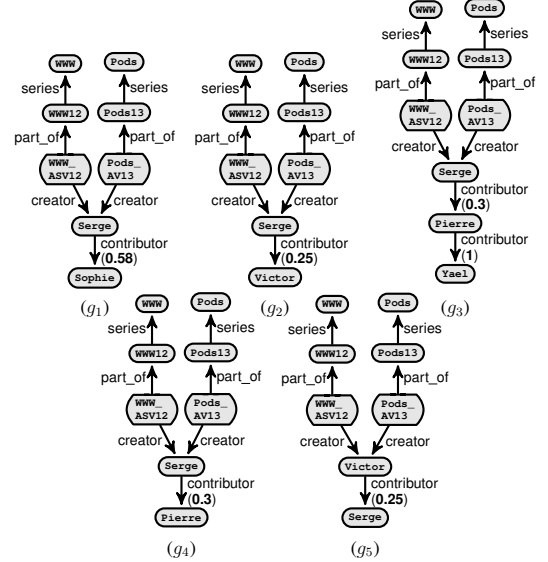 WWW Pods
series series
WWW12 Pods13
part_of part_of
WWW_ Pods_
ASV12 AV13
creator creator
Serge
contributor
(0.58)
Sophie
(g1)
WWW Pods
series series
WWW12 Pods13
part_of part_of
WWW_ Pods_
ASV12 AV13
creator creator
Serge
contributor
(0.25)
Victor
(g2)
WWW Pods
series series
WWW12 Pods13
part_of part_of
WWW_ Pods_
ASV12 AV13
creator creator
Serge
contributor
(0.3)
Pierre
contributor
(1)
Yael
(g3)
WWW Pods
series series
WWW12 Pods13
part_of part_of
WWW_ Pods_
ASV12 AV13
creator creator
Serge
contributor
(0.3)
Pierre
(g4)
WWW Pods
series series
WWW12 Pods13
part_of part_of
WWW_ Pods_
ASV12 AV13
creator creator
Victor
contributor
(0.25)
Serge
(g5)